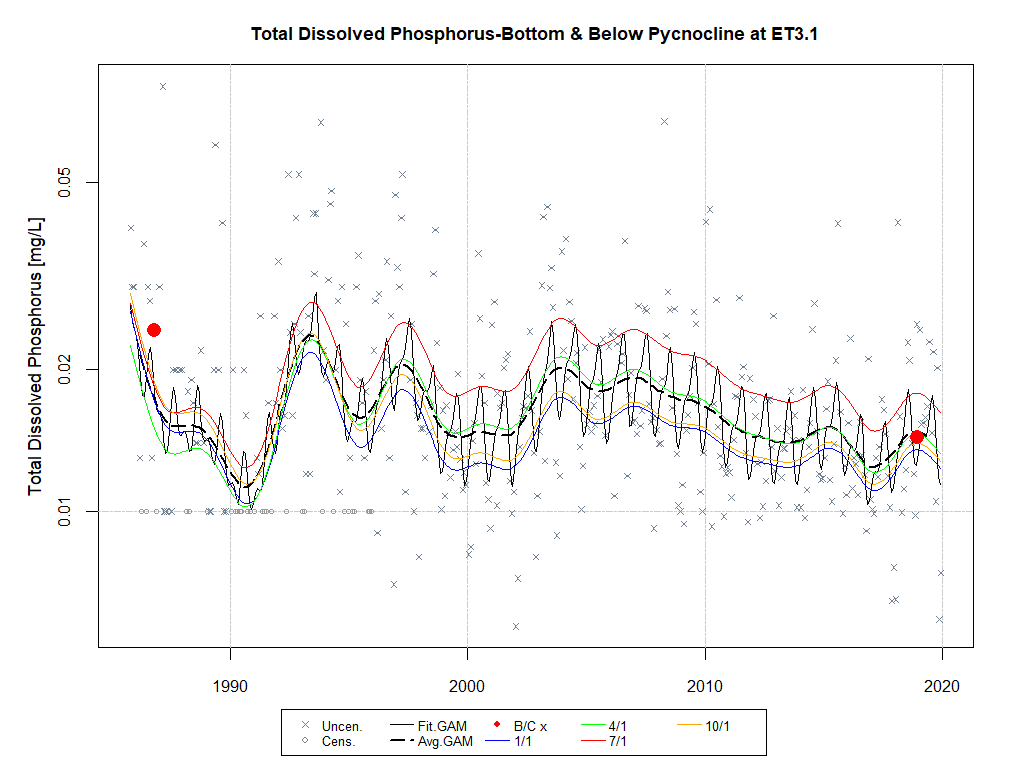 Total Dissolved Phosphorus-Bottom & Below Pycnocline at ET3.1
Total Dissolved Phosphorus [mg/L]
0.05
0.02
0.01
1990 2000 2010 2020
Uncen. Fit.GAM B/C x 4/1 10/1
Cens. Avg.GAM 1/1 7/1